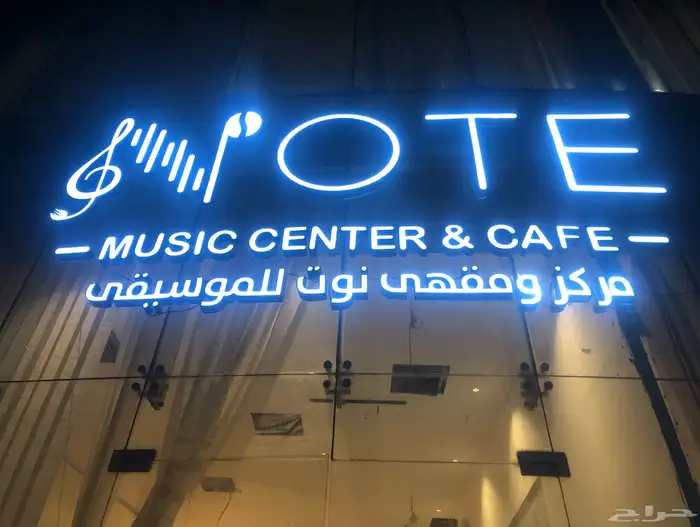 NOTE
— MUSIC CENTER & CAFE —
مركز ومقهى نوت للموسيقى
حراج